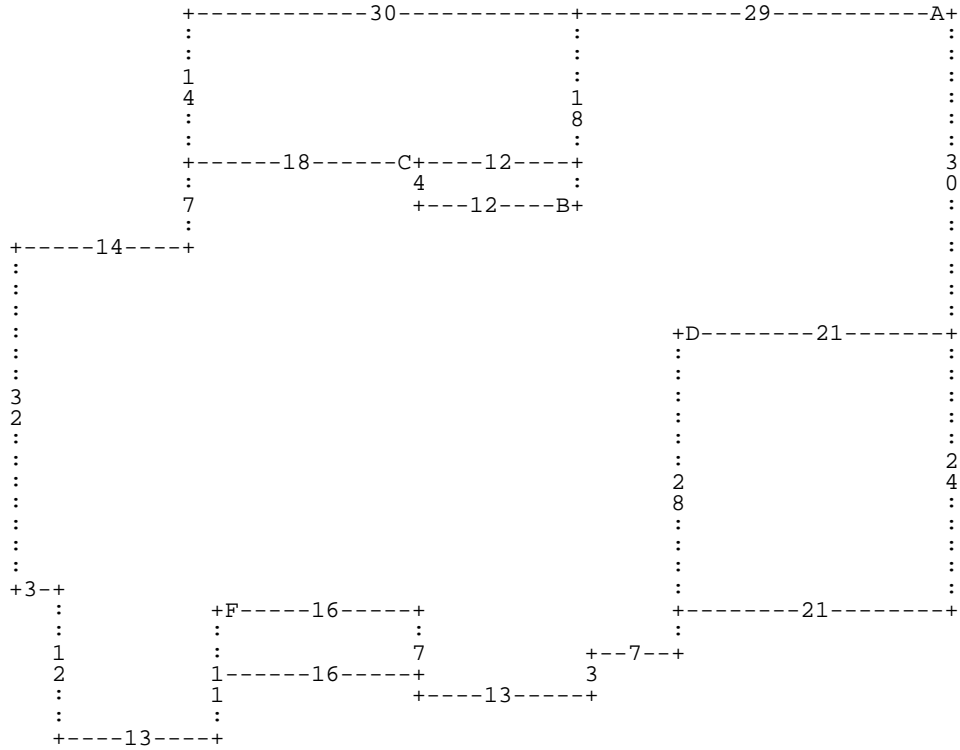 +------------30------------+-----------29-----------A+
            :                          :                         :
            :                          :                         :
            1                          :                         :
            4                          1                         :
            :                          8                         :
            :                          :                         :
            +------18------C+----12----+                         3
            :               4          :                         0
            7               +---12----B+                         :
            :                                                    :
+-----14----+                                                    :
:                                                                :
:                                                                :
:                                                                :
:                                             +D--------21-------+
:                                             :                  :
:                                             :                  :
3                                             :                  :
2                                             :                  :
:                                             :                  :
:                                             :                  2
:                                             2                  4
:                                             8                  :
:                                             :                  :
:                                             :                  :
:                                             :                  :
+3-+                                          :                  :
   :          +F-----16-----+                 +--------21-------+
   :          :             :                 :
   1          :             7           +--7--+
   2          1------16-----+           3
   :          1             +----13-----+
   :          :
   +----13----+